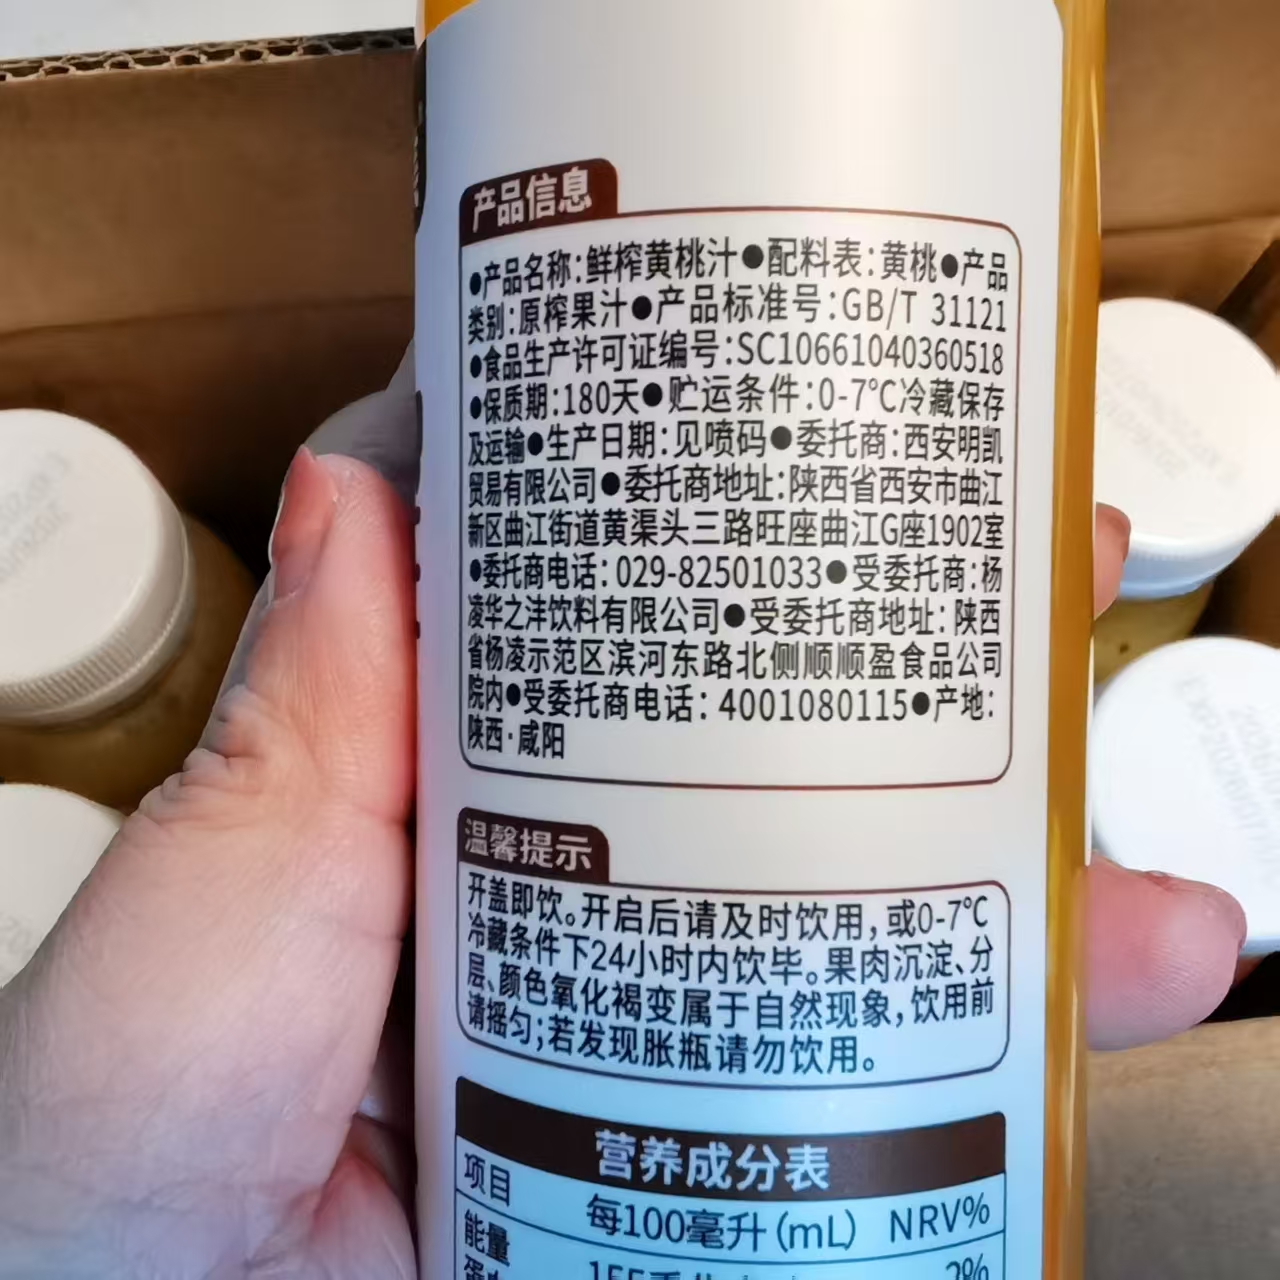 产品信息
●产品名称:鲜榨黄桃汁●配料表:黄桃●产品
类别:原榨果汁●产品标准号:GB/T 31121
●食品生产许可证编号:SC10661040360518
●保质期:180天●贮运条件:0-7℃冷藏保存
及运输●生产日期:见喷码●委托商:西安明凯
贸易有限公司●委托商地址:陕西省西安市曲江
新区曲江街道黄渠头三路旺座曲江G座1902室
●委托商电话:029-82501033●受委托商:杨
凌华之沣饮料有限公司●受委托商地址:陕西
省杨凌示范区滨河东路北侧顺顺盈食品公司
院内●受委托商电话:4001080115●产地:
陕西·咸阳
温馨提示
开盖即饮。开启后请及时饮用,或0-7℃
冷藏条件下24小时内饮毕。果肉沉淀、分
层、颜色氧化褐变属于自然现象,饮用前
请摇匀;若发现胀瓶请勿饮用。
营养成分表
项目 每100毫升(mL) NRV%
能量